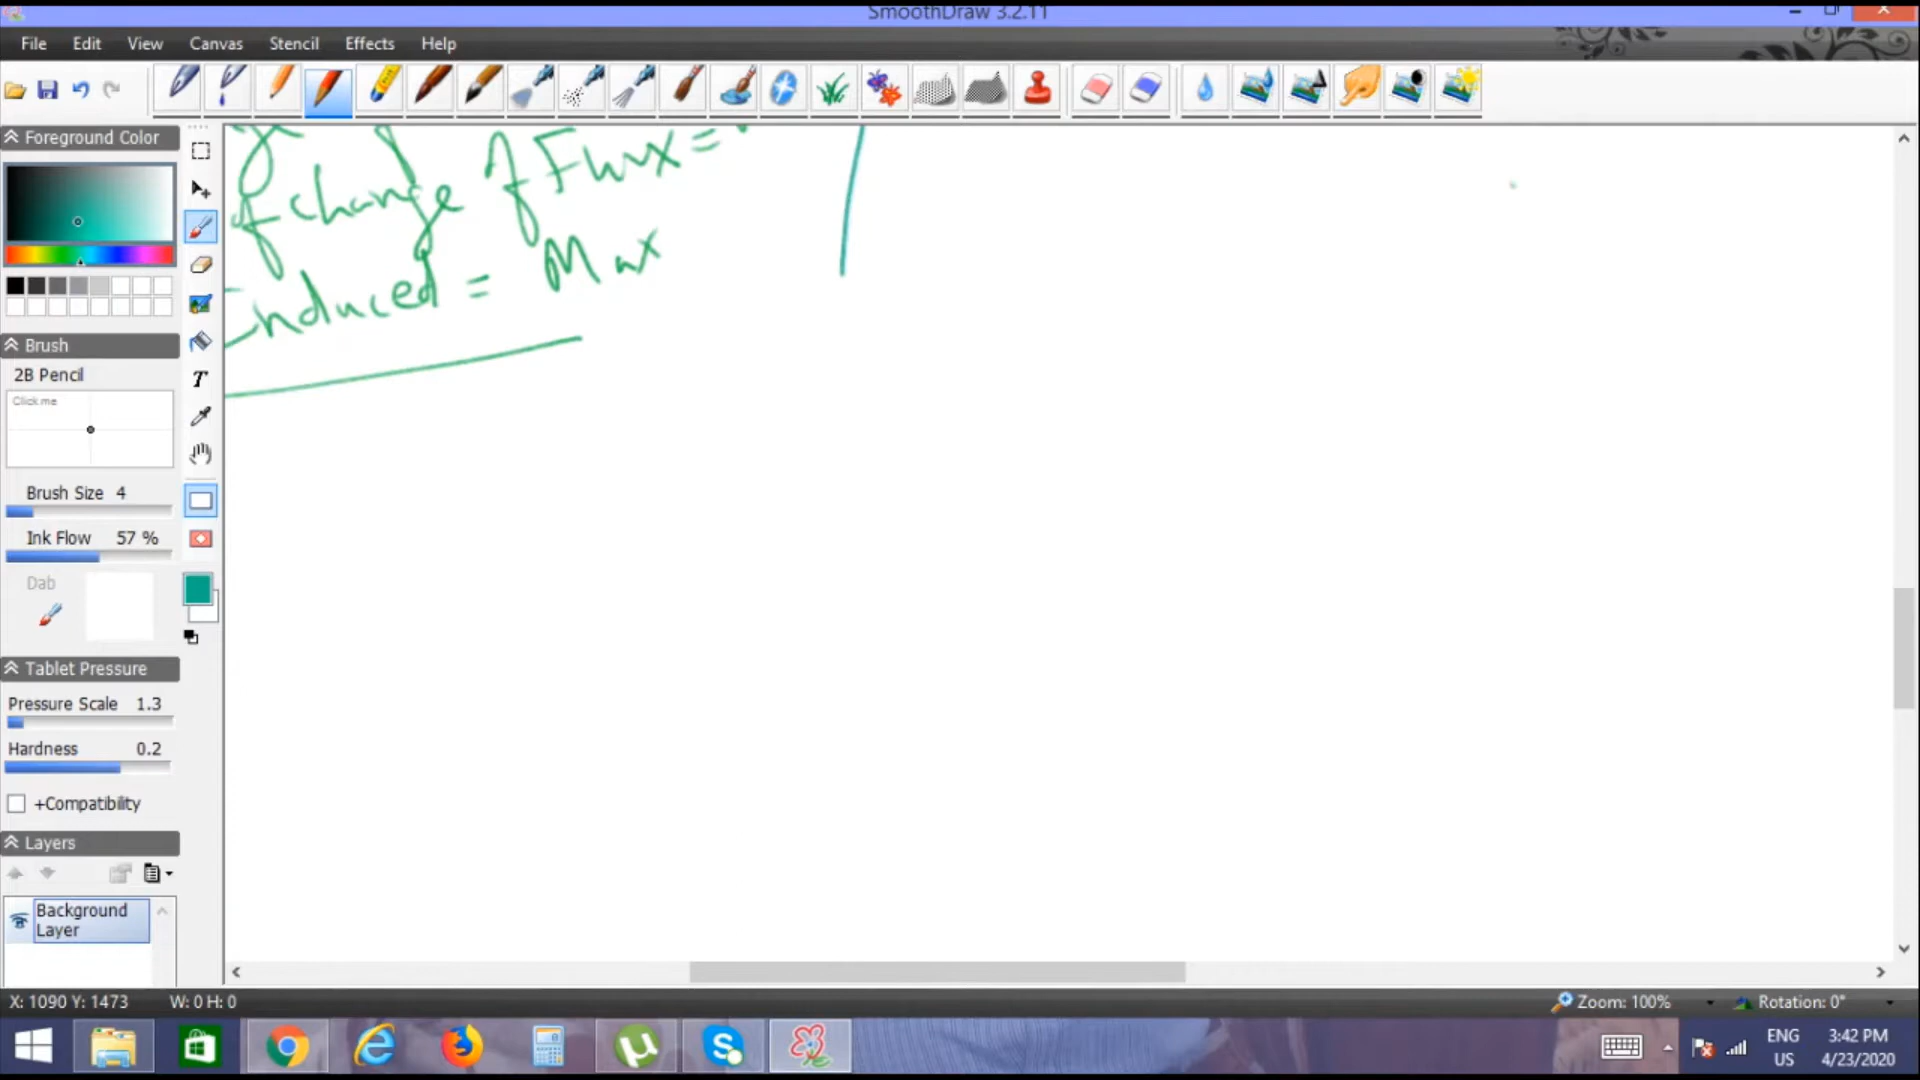 SmoothDraw 3.2.11
File Edit View Canvas Stencil Effects Help
Foreground Color
Brush
2B Pencil
Click me
Brush Size 4
Ink Flow 57 %
Dab
Tablet Pressure
Pressure Scale 1.3
Hardness 0.2
+Compatibility
Layers
Background
Layer
of change of Flux =
Induced = Max
X: 1090 Y: 1473 W: 0 H: 0
Zoom: 100% Rotation: 0°
ENG
US
3:42 PM
4/23/2020